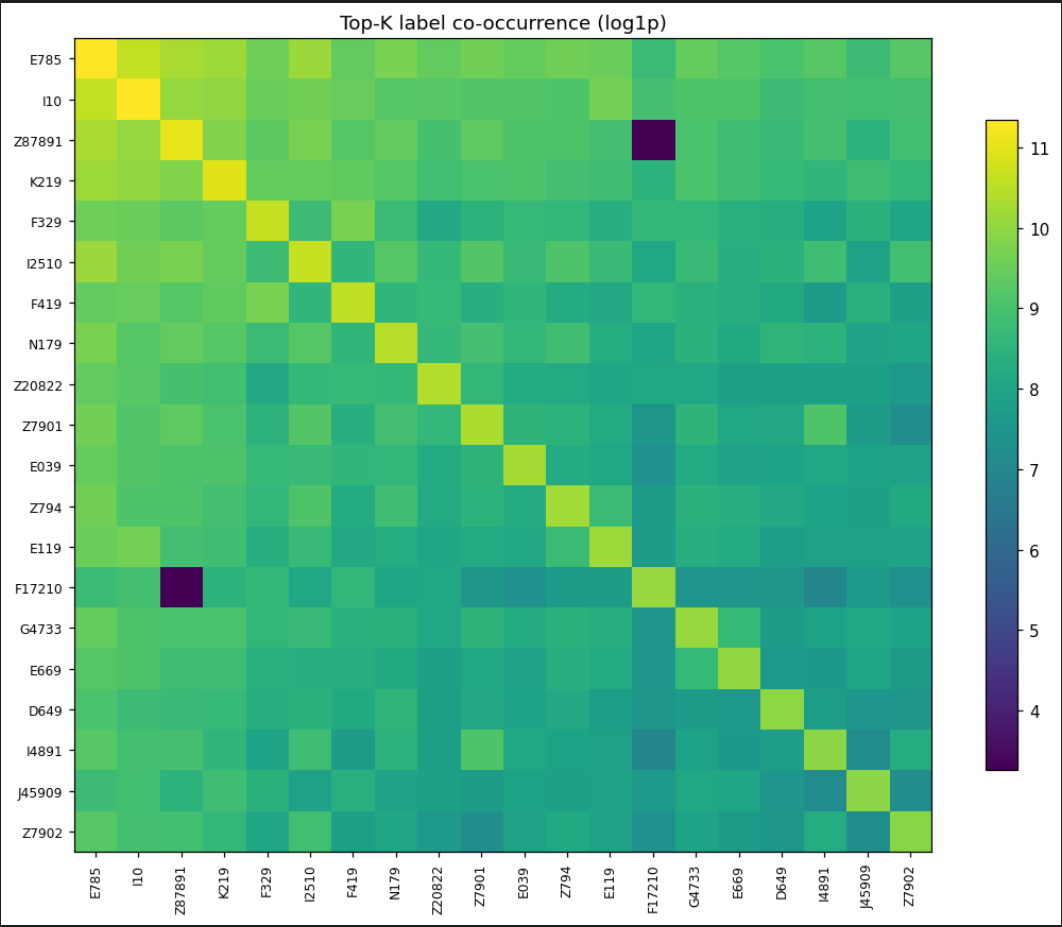 Top-K label co-occurrence (log1p)
E785
I10
Z87891
K219
F329
I2510
F419
N179
Z20822
Z7901
E039
Z794
E119
F17210
G4733
E669
D649
I4891
J45909
Z7902
E785
I10
Z87891
K219
F329
I2510
F419
N179
Z20822
Z7901
E039
Z794
E119
F17210
G4733
E669
D649
I4891
J45909
Z7902
11
10
9
8
7
6
5
4